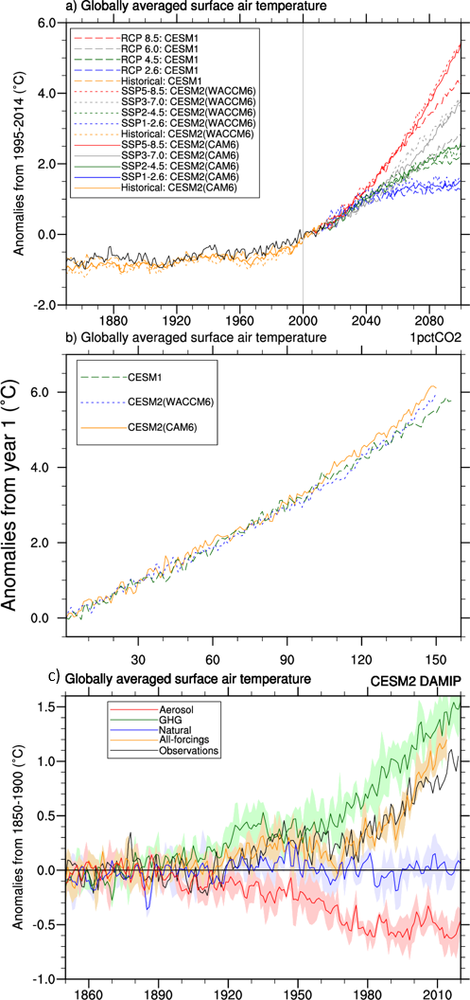 a) Globally averaged surface air temperature
6.0
4.0
2.0
0.0
-2.0
Anomalies from 1995-2014 (°C)
RCP 8.5: CESM1
RCP 6.0: CESM1
RCP 4.5: CESM1
RCP 2.6: CESM1
Historical: CESM1
SSP5-8.5: CESM2(WACCM6)
SSP3-7.0: CESM2(WACCM6)
SSP2-4.5: CESM2(WACCM6)
SSP1-2.6: CESM2(WACCM6)
Historical: CESM2(WACCM6)
SSP5-8.5: CESM2(CAM6)
SSP3-7.0: CESM2(CAM6)
SSP2-4.5: CESM2(CAM6)
SSP1-2.6: CESM2(CAM6)
Historical: CESM2(CAM6)
1880 1920 1960 2000 2040 2080
b) Globally averaged surface air temperature 1pctCO2
6.0
4.0
2.0
0.0
Anomalies from year 1 (°C)
CESM1
CESM2(WACCM6)
CESM2(CAM6)
30 60 90 120 150
c) Globally averaged surface air temperature CESM2 DAMIP
1.5
1.0
0.5
0.0
-0.5
-1.0
Anomalies from 1850-1900 (°C)
Aerosol
GHG
Natural
All-forcings
Observations
1860 1890 1920 1950 1980 2010